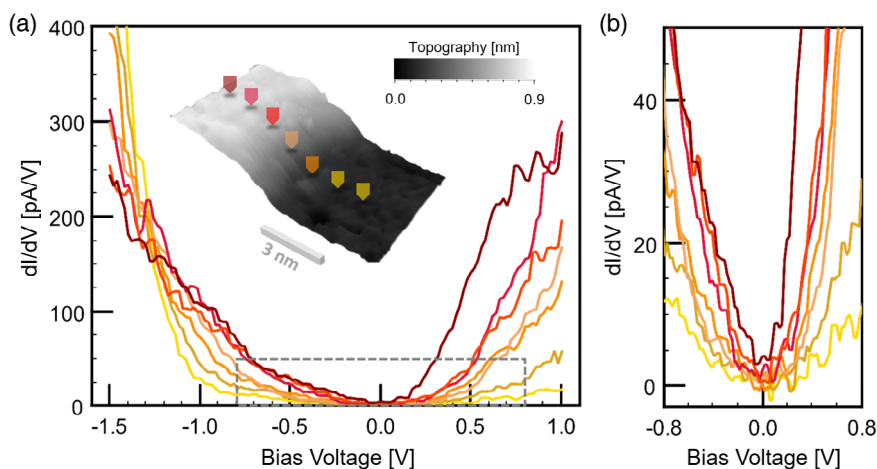 (a)
400
300
200
100
0
dI/dV [pA/V]
-1.5
-1.0
-0.5
0.0
0.5
1.0
Bias Voltage [V]
Topography [nm]
0.0
0.9
3 nm
(b)
40
20
0
dI/dV [pA/V]
-0.8
0.0
0.8
Bias Voltage [V]